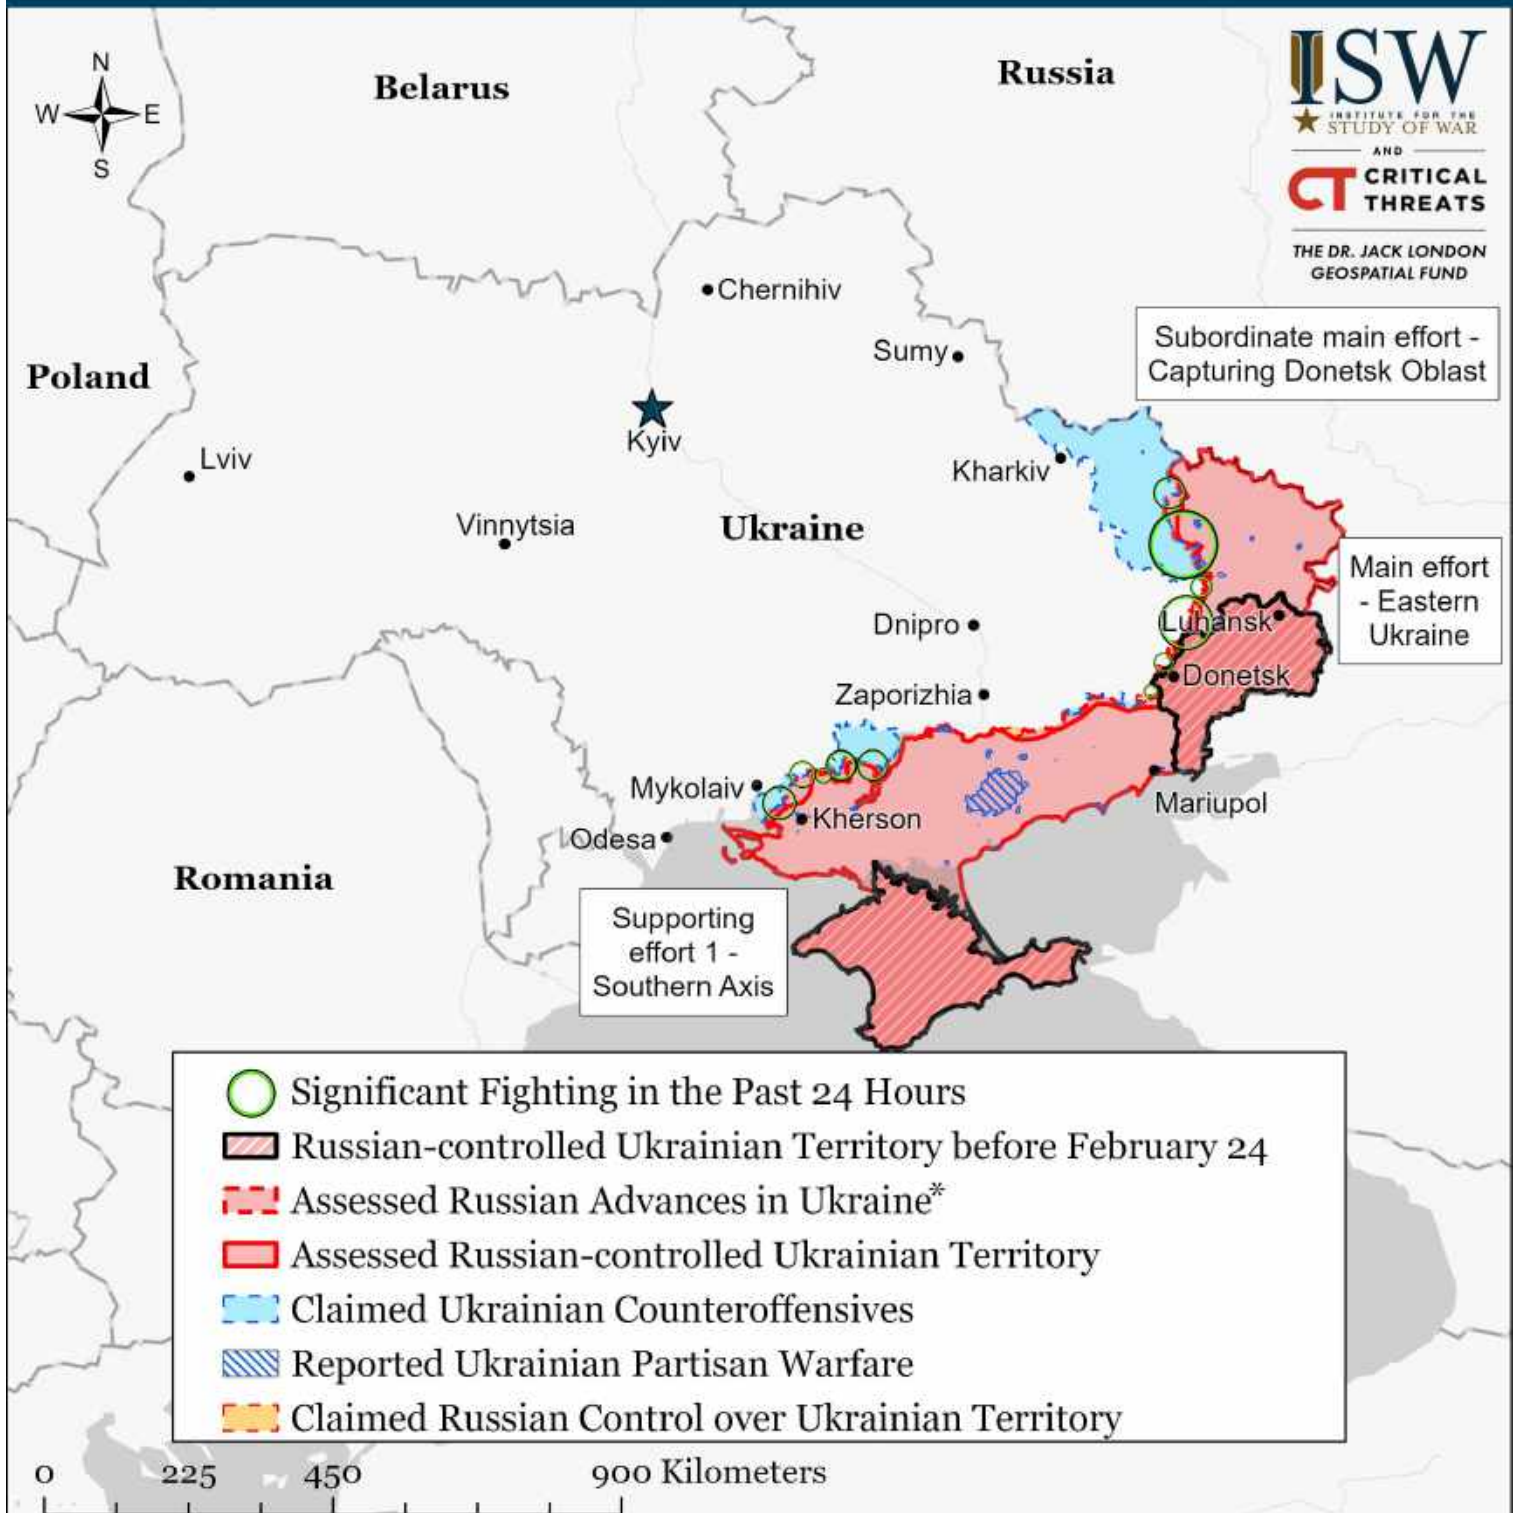 N
W E
S
Belarus
Russia
ISW
INSTITUTE FOR THE
STUDY OF WAR
AND
CT CRITICAL
THREATS
THE DR. JACK LONDON
GEOSPATIAL FUND
Chernihiv
Subordinate main effort -
Capturing Donetsk Oblast
Sumy
Poland
Kyiv
Lviv
Kharkiv
Vinnytsia
Ukraine
Main effort
- Eastern
Ukraine
Dnipro
Luhansk
Donetsk
Zaporizhia
Mykolaiv
Mariupol
Kherson
Odesa
Romania
Supporting
effort 1 -
Southern Axis
Significant Fighting in the Past 24 Hours
Russian-controlled Ukrainian Territory before February 24
Assessed Russian Advances in Ukraine*
Assessed Russian-controlled Ukrainian Territory
Claimed Ukrainian Counteroffensives
Reported Ukrainian Partisan Warfare
Claimed Russian Control over Ukrainian Territory
0 225 450 900 Kilometers